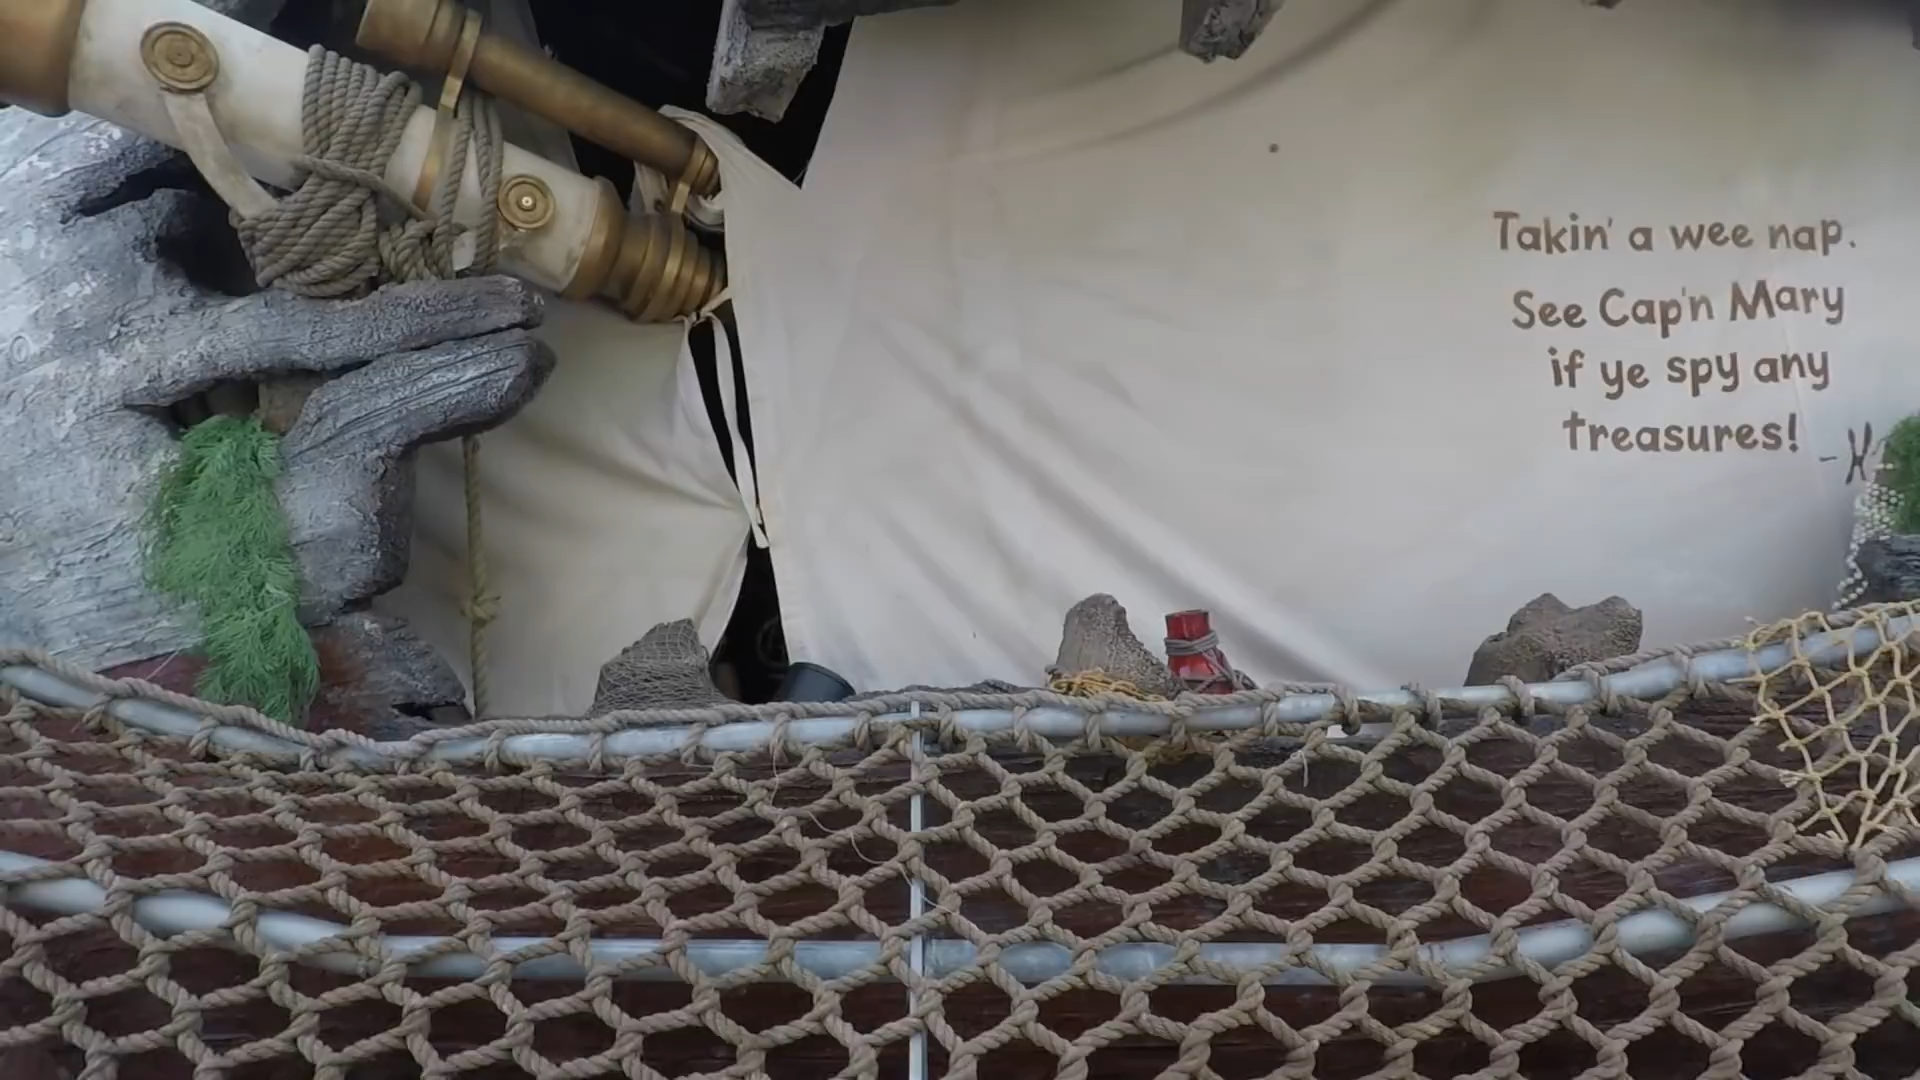 Takin' a wee nap.
See Cap'n Mary
if ye spy any
treasures!